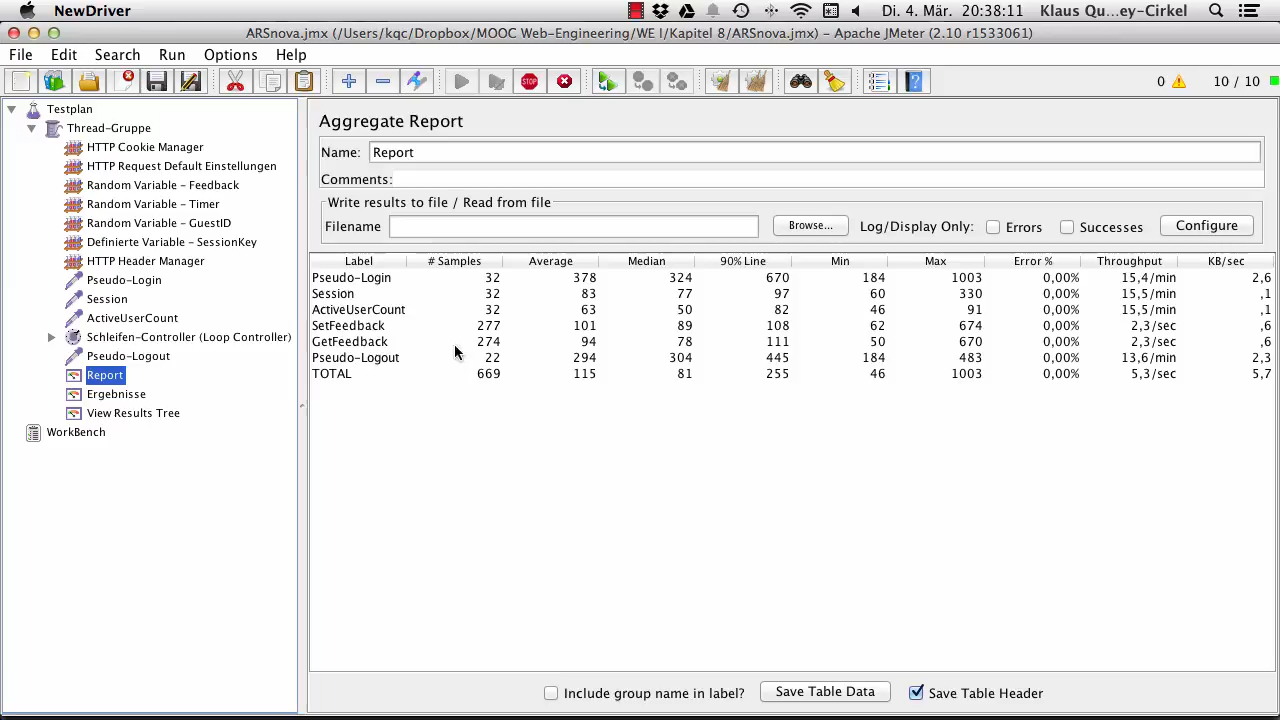 NewDriver Di. 4. Mär. 20:38:11 Klaus Qu...ey-Cirkel
ARSnova.jmx (/Users/kqc/Dropbox/MOOC Web-Engineering/WE I/Kapitel 8/ARSnova.jmx) - Apache JMeter (2.10 r1533061)
File Edit Search Run Options Help
STOP ? 0 10 / 10
Testplan
Thread-Gruppe
HTTP Cookie Manager
HTTP Request Default Einstellungen
Random Variable - Feedback
Random Variable - Timer
Random Variable - GuestID
Definierte Variable - SessionKey
HTTP Header Manager
Pseudo-Login
Session
ActiveUserCount
Schleifen-Controller (Loop Controller)
Pseudo-Logout
Report
Ergebnisse
View Results Tree
WorkBench
Aggregate Report
Name: Report
Comments:
Write results to file / Read from file
Filename Browse... Log/Display Only: Errors Successes Configure
Label # Samples Average Median 90% Line Min Max Error % Throughput KB/sec
Pseudo-Login 32 378 324 670 184 1003 0,00% 15,4/min 2,6
Session 32 83 77 97 60 330 0,00% 15,5/min ,1
ActiveUserCount 32 63 50 82 46 91 0,00% 15,5/min ,1
SetFeedback 277 101 89 108 62 674 0,00% 2,3/sec ,6
GetFeedback 274 94 78 111 50 670 0,00% 2,3/sec ,6
Pseudo-Logout 22 294 304 445 184 483 0,00% 13,6/min 2,3
TOTAL 669 115 81 255 46 1003 0,00% 5,3/sec 5,7
Include group name in label? Save Table Data Save Table Header